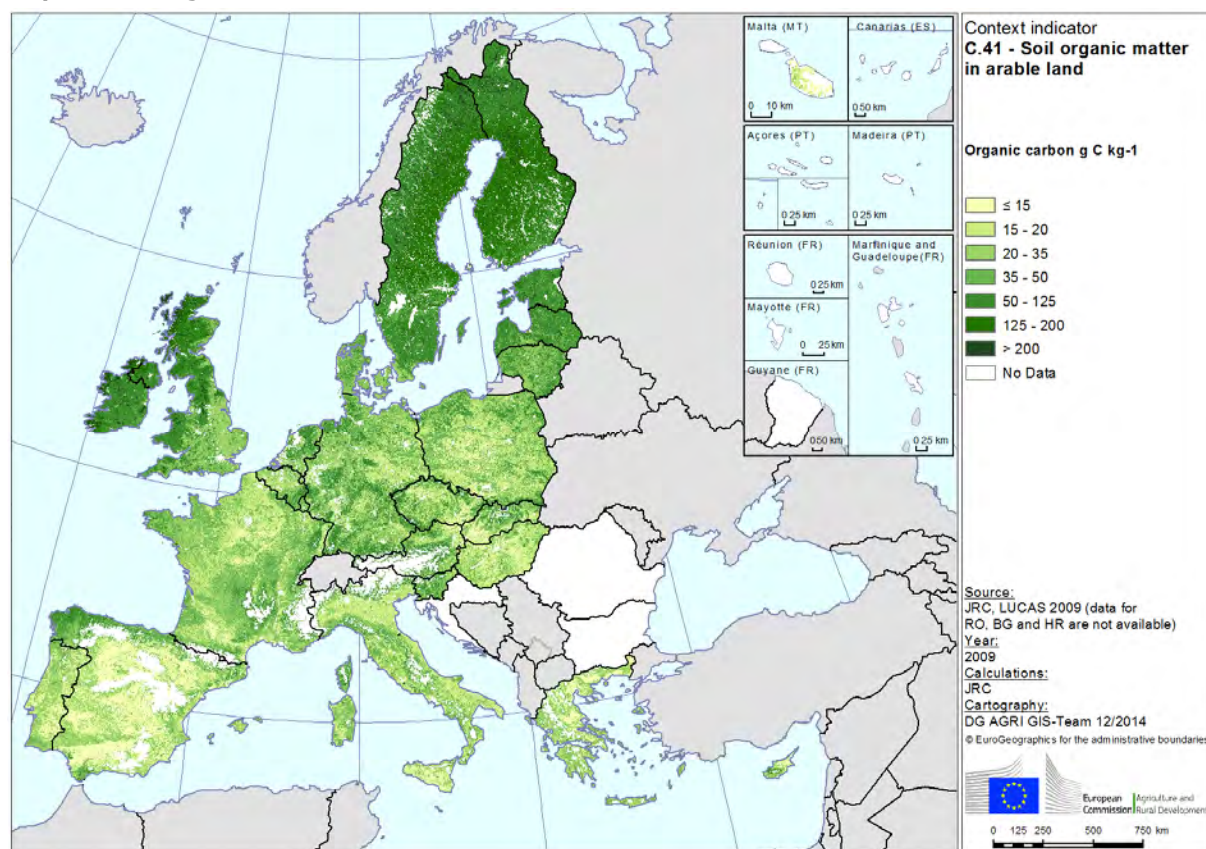 Context indicator
C.41 - Soil organic matter
in arable land
Organic carbon g C kg-1
≤ 15
15 - 20
20 - 35
35 - 50
50 - 125
125 - 200
> 200
No Data
Malta (MT)
0 10 km
Canarias (ES)
0 50 km
Açores (PT)
0 25 km
Madeira (PT)
0 25 km
Réunion (FR)
0 25 km
Martinique and
Guadeloupe(FR)
0 25 km
Mayotte (FR)
0 25 km
Guyane (FR)
0 50 km
Source:
JRC, LUCAS 2009 (data for
RO, BG and HR are not available)
Year:
2009
Calculations:
JRC
Cartography:
DG AGRI GIS-Team 12/2014
© EuroGeographics for the administrative boundaries
European
Commission
Agriculture and
Rural Development
0 125 250 500 750 km